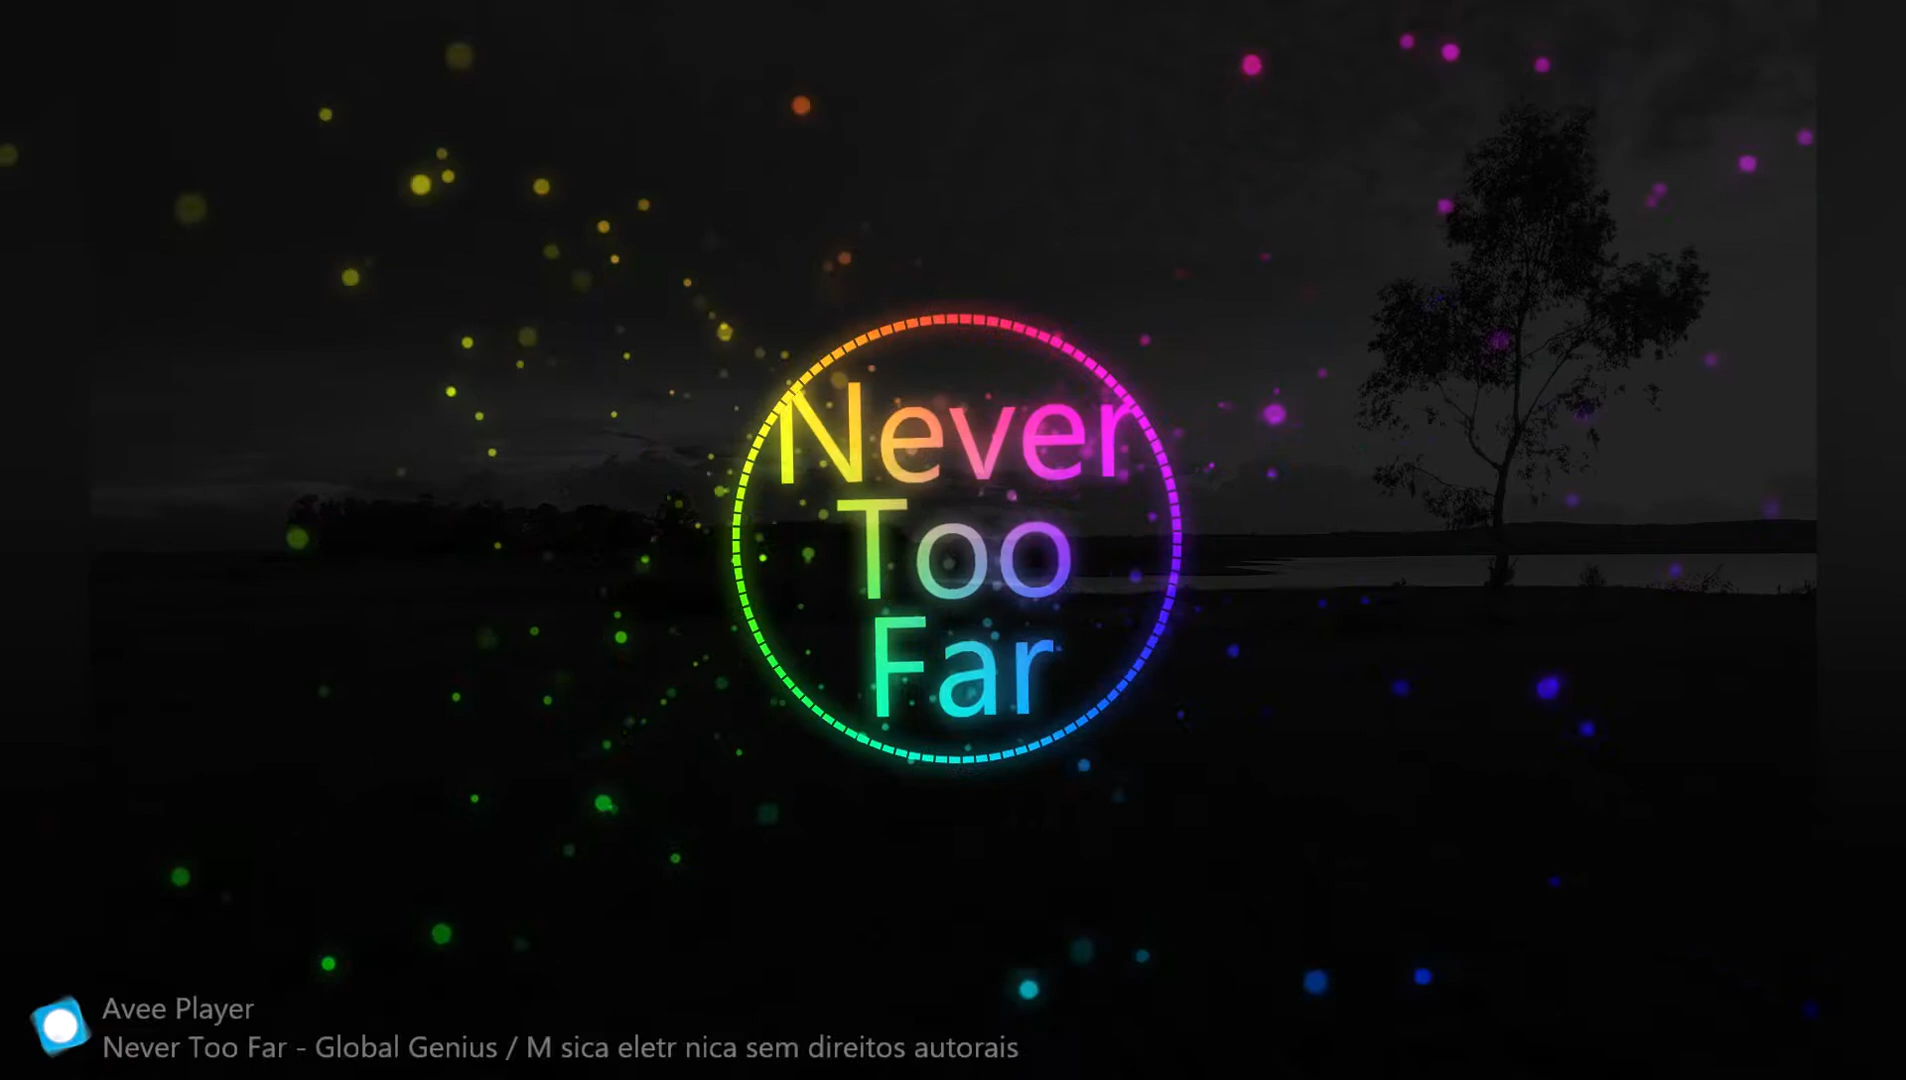 Never
Too
Far
Avee Player
Never Too Far - Global Genius / M sica eletr nica sem direitos autorais